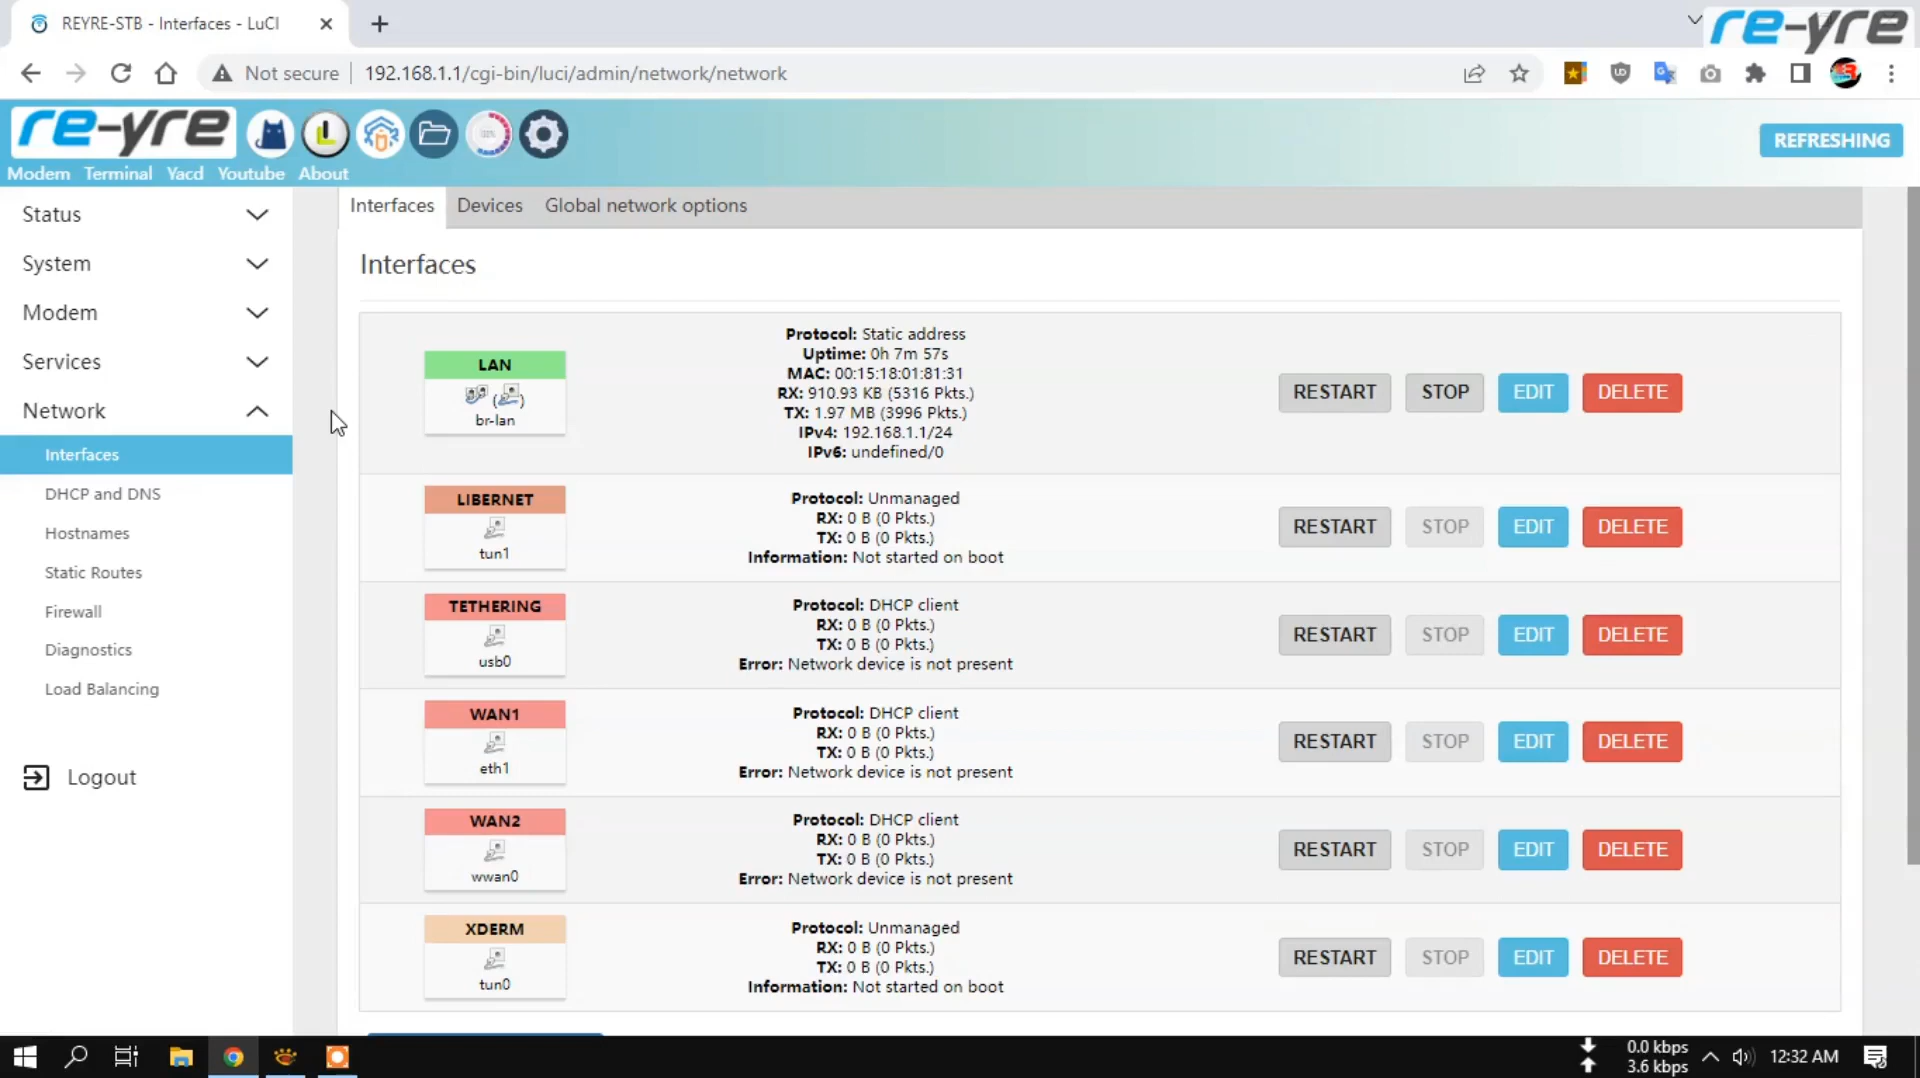 REYRE-STB - Interfaces - LuCI
re-yre
Not secure
192.168.1.1/cgi-bin/luci/admin/network/network
re-yre
REFRESHING
Modem Terminal Yacd Youtube About
Status
System
Modem
Services
Network
Interfaces
DHCP and DNS
Hostnames
Static Routes
Firewall
Diagnostics
Load Balancing
Logout
Interfaces Devices Global network options
Interfaces
LAN
br-lan
Protocol: Static address
Uptime: 0h 7m 57s
MAC: 00:15:18:01:81:31
RX: 910.93 KB (5316 Pkts.)
TX: 1.97 MB (3996 Pkts.)
IPv4: 192.168.1.1/24
IPv6: undefined/0
RESTART STOP EDIT DELETE
LIBERNET
tun1
Protocol: Unmanaged
RX: 0 B (0 Pkts.)
TX: 0 B (0 Pkts.)
Information: Not started on boot
RESTART STOP EDIT DELETE
TETHERING
usb0
Protocol: DHCP client
RX: 0 B (0 Pkts.)
TX: 0 B (0 Pkts.)
Error: Network device is not present
RESTART STOP EDIT DELETE
WAN1
eth1
Protocol: DHCP client
RX: 0 B (0 Pkts.)
TX: 0 B (0 Pkts.)
Error: Network device is not present
RESTART STOP EDIT DELETE
WAN2
wwan0
Protocol: DHCP client
RX: 0 B (0 Pkts.)
TX: 0 B (0 Pkts.)
Error: Network device is not present
RESTART STOP EDIT DELETE
XDERM
tun0
Protocol: Unmanaged
RX: 0 B (0 Pkts.)
TX: 0 B (0 Pkts.)
Information: Not started on boot
RESTART STOP EDIT DELETE
0.0 kbps
3.6 kbps
12:32 AM